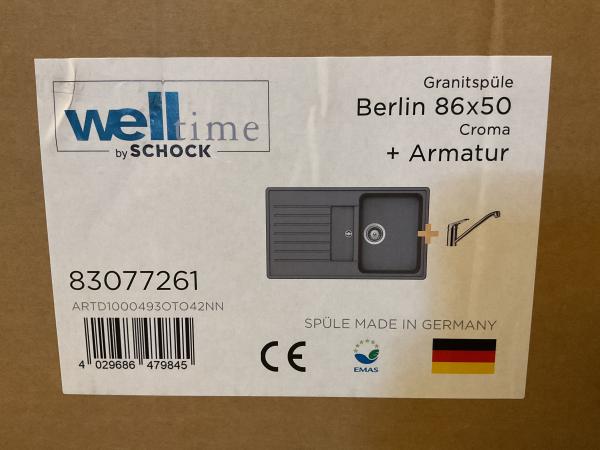 welltime
by SCHOCK
Granitspüle
Berlin 86x50
Croma
+ Armatur
83077261
ARTD1000493OTO42NN
4 029686 479845
SPÜLE MADE IN GERMANY
CE
EMAS